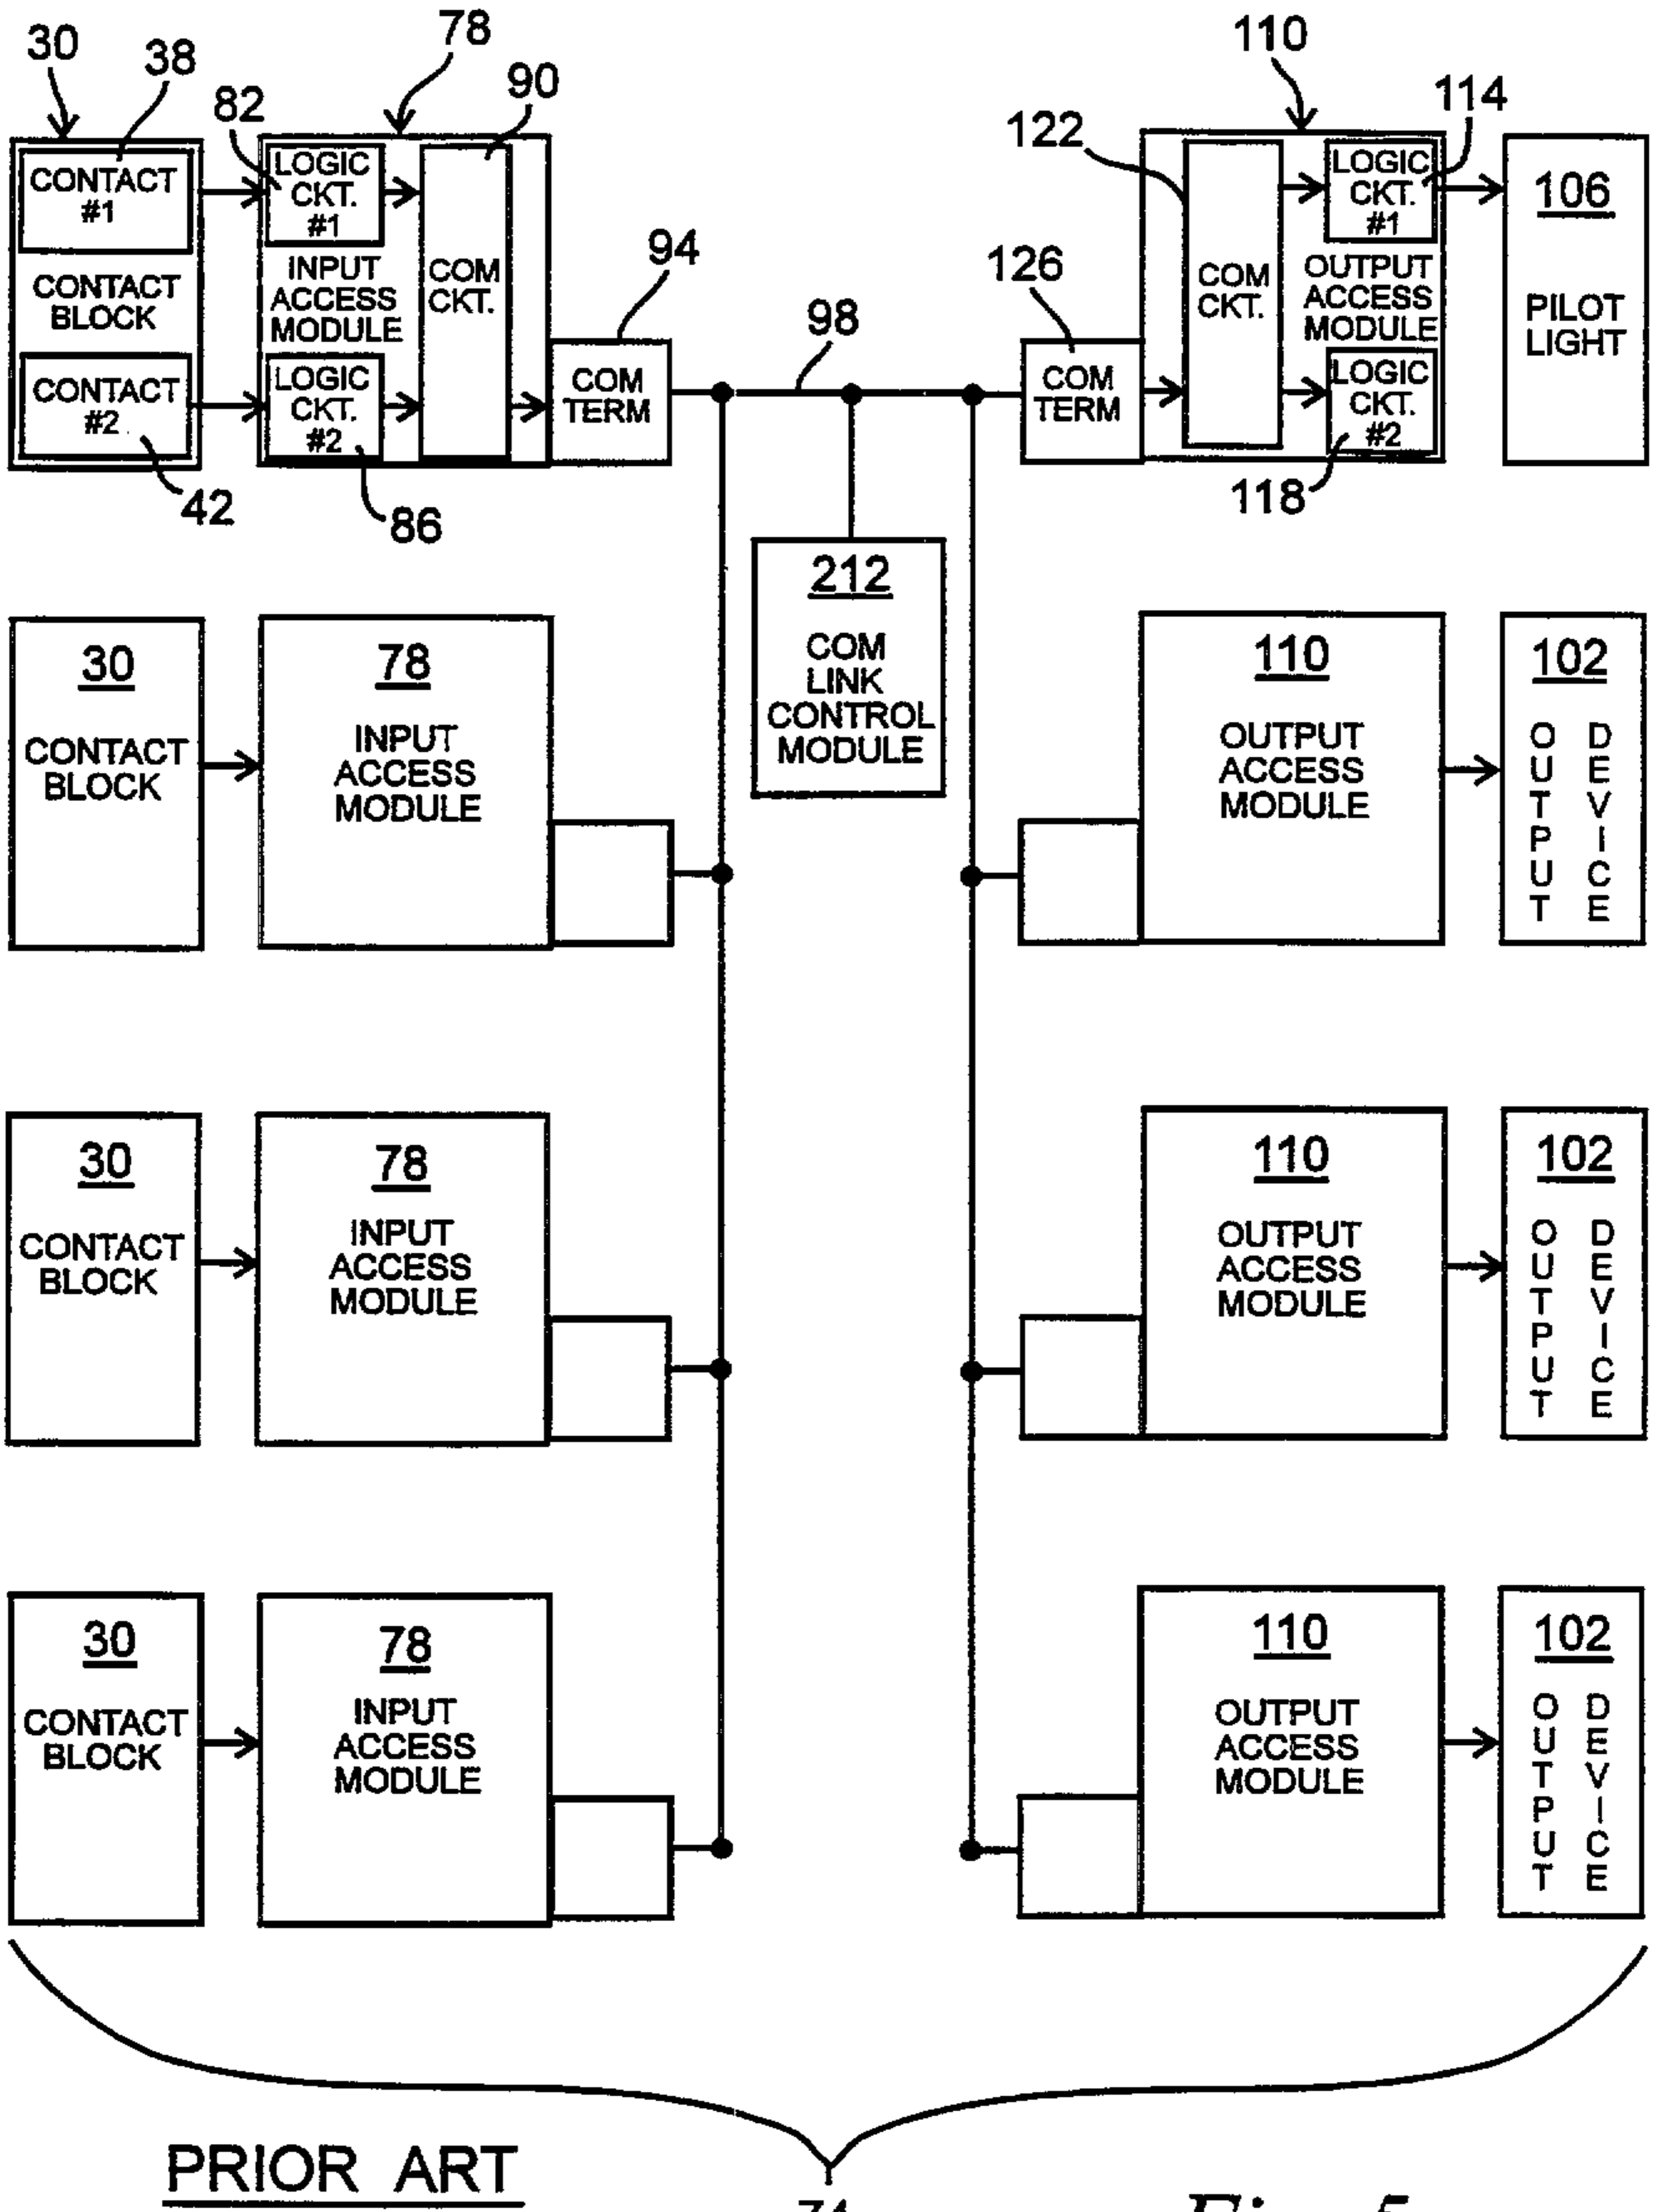 30
38
78
90
82
110
114
122
CONTACT
#1
CONTACT
BLOCK
CONTACT
#2
42
LOGIC
CKT.
#1
INPUT
ACCESS
MODULE
LOGIC
CKT.
#2
86
COM
CKT.
94
COM
TERM
98
126
COM
TERM
COM
CKT.
LOGIC
CKT.
#1
OUTPUT
ACCESS
MODULE
LOGIC
CKT.
#2
118
106
PILOT
LIGHT
212
COM
LINK
CONTROL
MODULE
30
CONTACT
BLOCK
78
INPUT
ACCESS
MODULE
110
OUTPUT
ACCESS
MODULE
102
OUTPUT
DEVICE
30
CONTACT
BLOCK
78
INPUT
ACCESS
MODULE
110
OUTPUT
ACCESS
MODULE
102
OUTPUT
DEVICE
30
CONTACT
BLOCK
78
INPUT
ACCESS
MODULE
110
OUTPUT
ACCESS
MODULE
102
OUTPUT
DEVICE
PRIOR ART